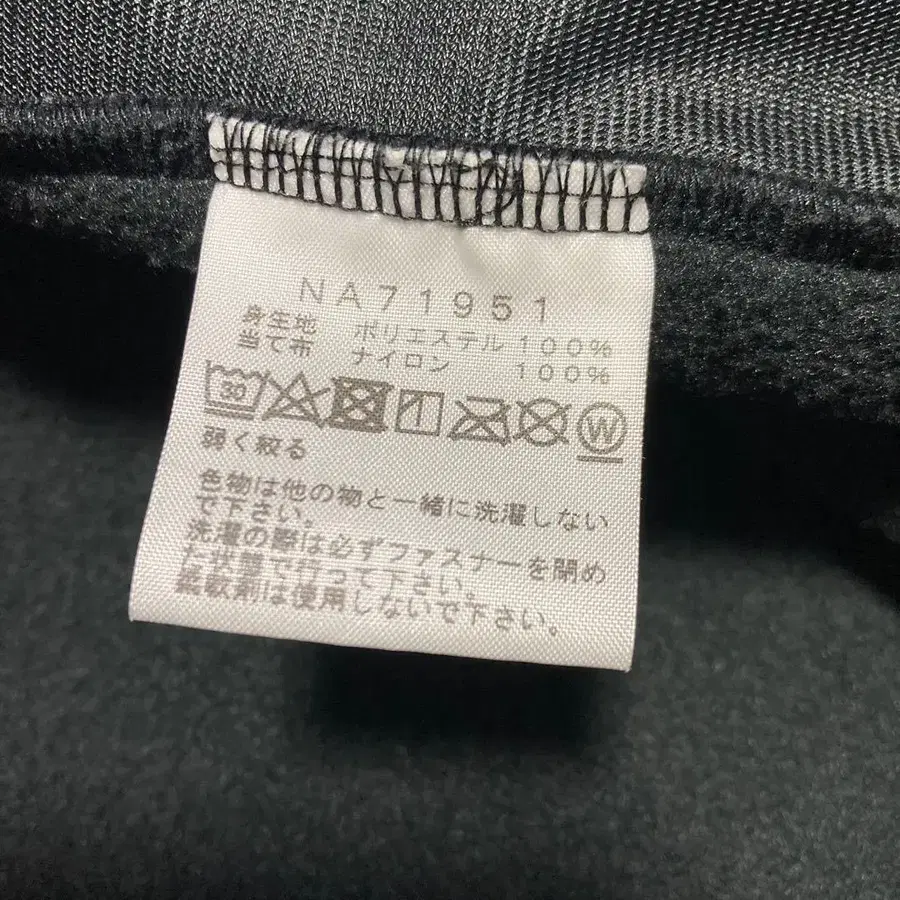 NA71951
身生地 ポリエステル 100%
当て布 ナイロン 100%
30 W
弱く絞る
色物は他の物と一緒に洗濯しない
で下さい。
洗濯の際は必ずファスナーを閉め
た状態で行って下さい。
柔軟剤は使用しないで下さい。